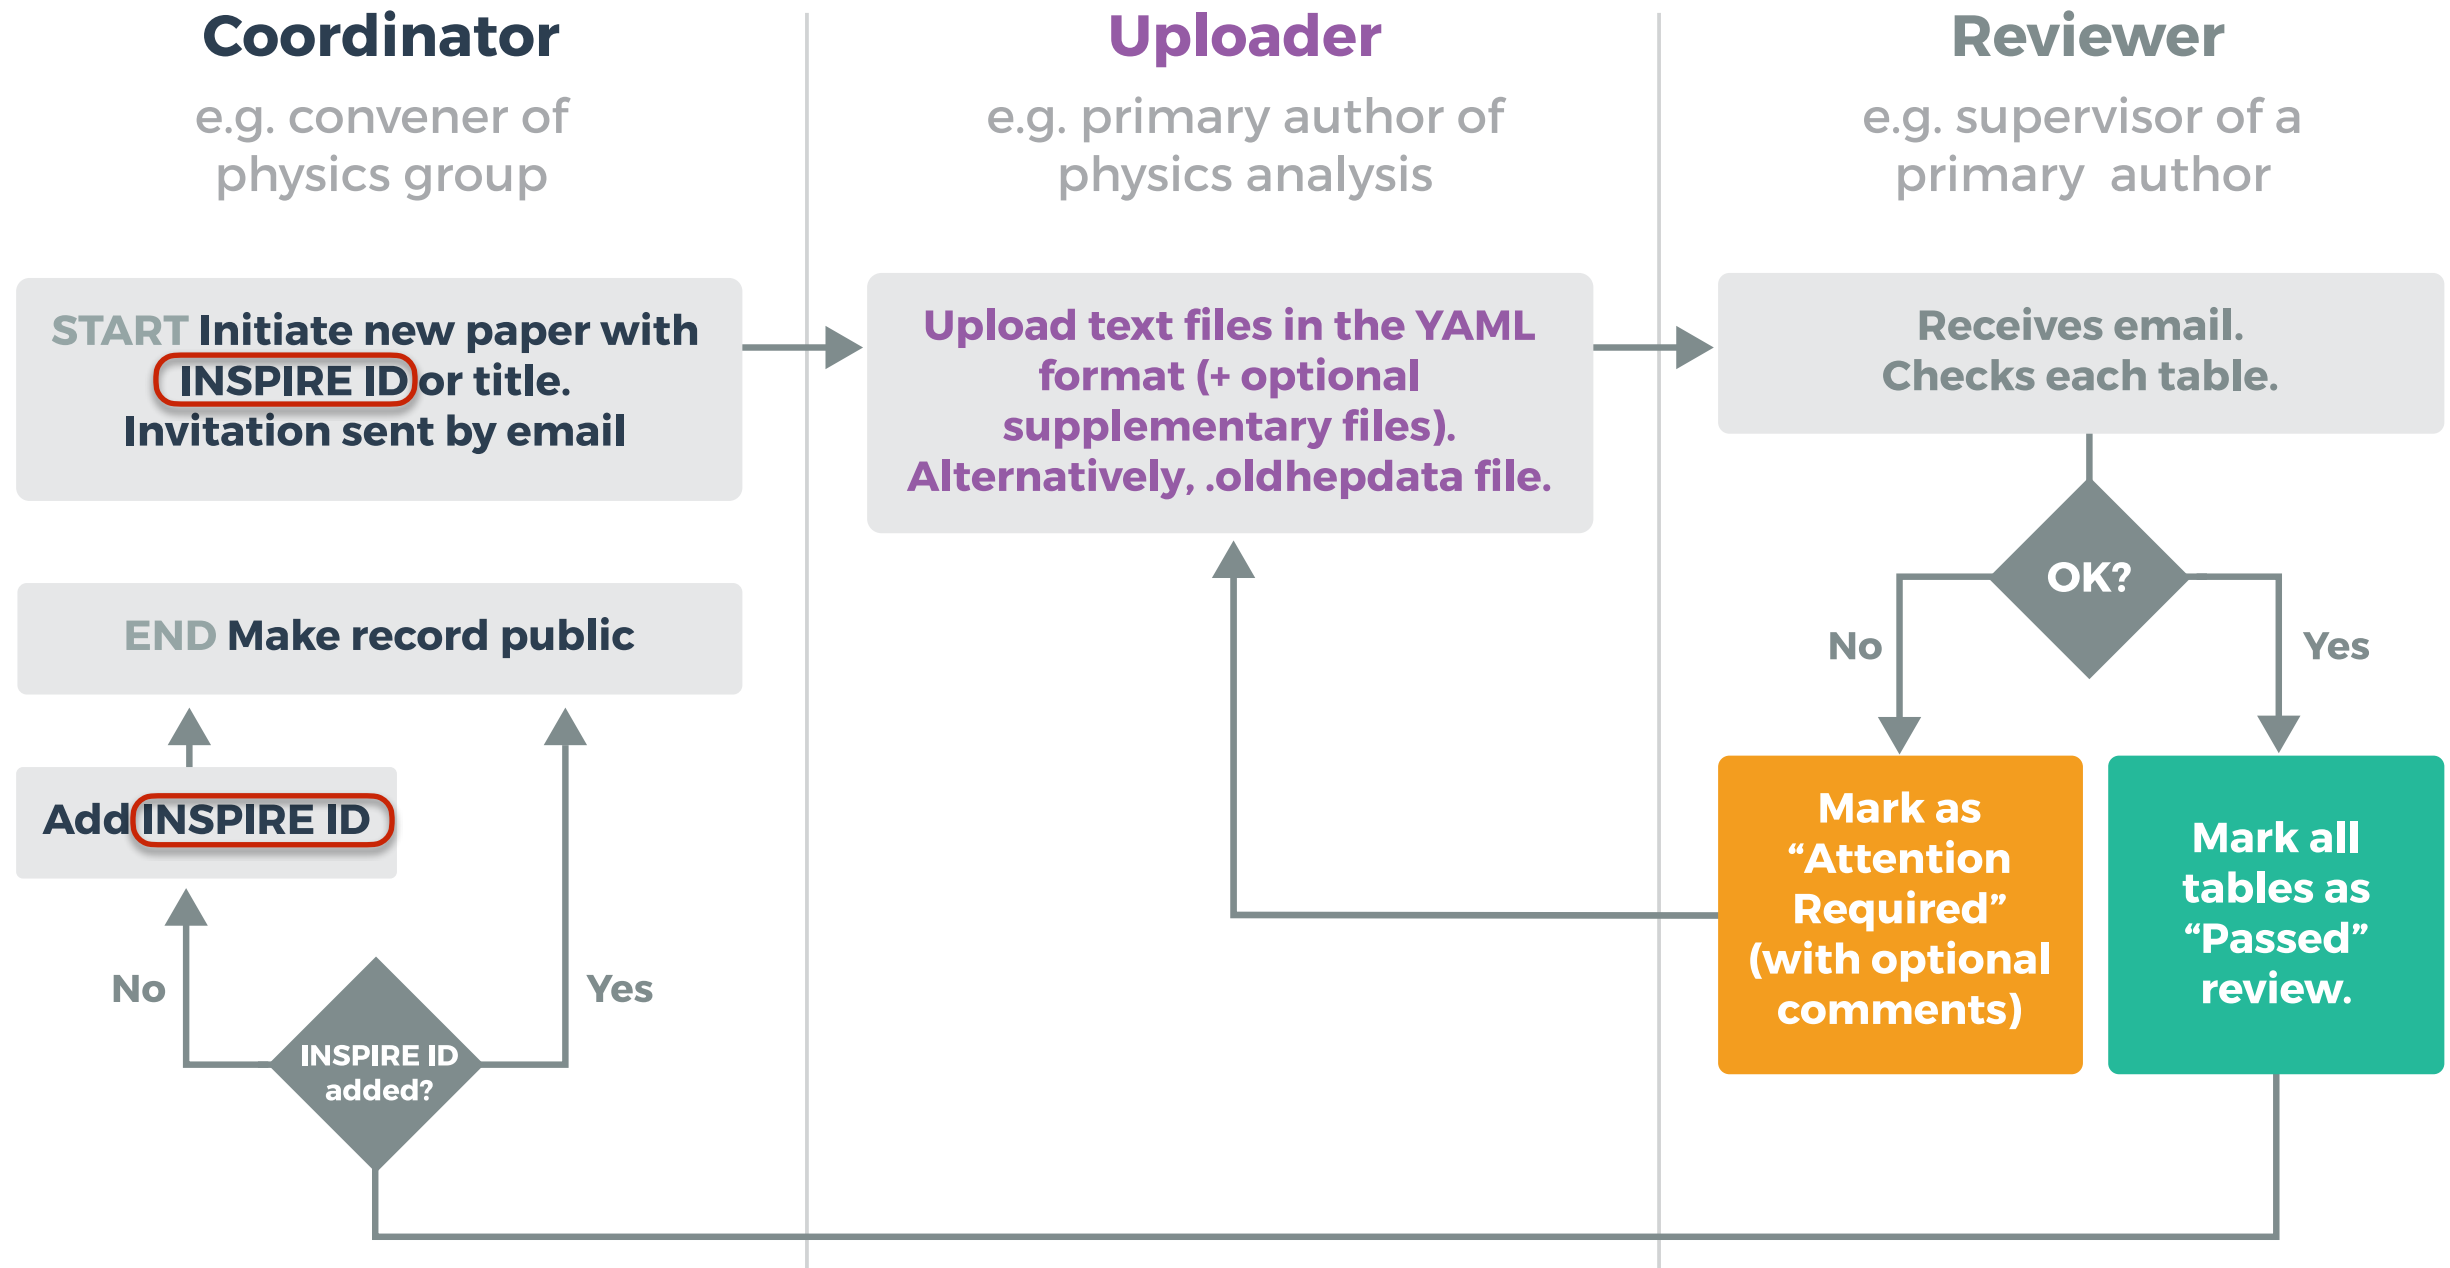 Coordinator
e.g. convener of
physics group
START Initiate new paper with
INSPIRE ID or title.
Invitation sent by email
END Make record public
Add INSPIRE ID
No
Yes
INSPIRE ID
added?
Uploader
e.g. primary author of
physics analysis
Upload text files in the YAML
format (+ optional
supplementary files).
Alternatively, .oldhepdata file.
Reviewer
e.g. supervisor of a
primary author
Receives email.
Checks each table.
OK?
No
Yes
Mark as
“Attention
Required”
(with optional
comments)
Mark all
tables as
“Passed”
review.